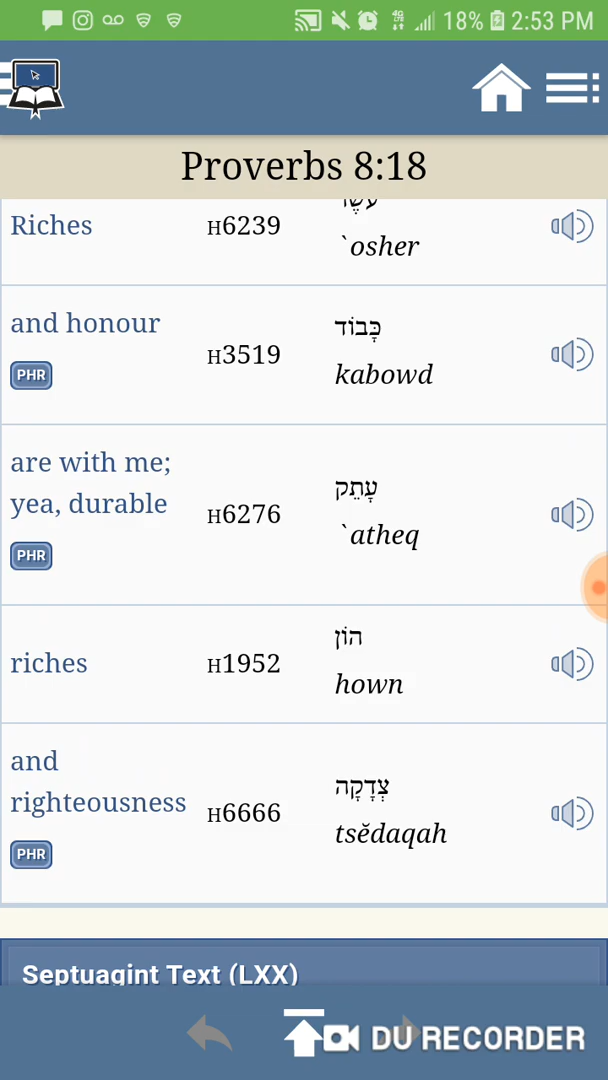 18% 2:53 PM
Proverbs 8:18
Riches H6239 עֹשֶׁר
`osher
and honour
PHR H3519 כָּבוֹד
kabowd
are with me;
yea, durable
PHR H6276 עָתֵק
`atheq
riches H1952 הוֹן
hown
and
righteousness
PHR H6666 צְדָקָה
tsĕdaqah
Septuagint Text (LXX)
DU RECORDER